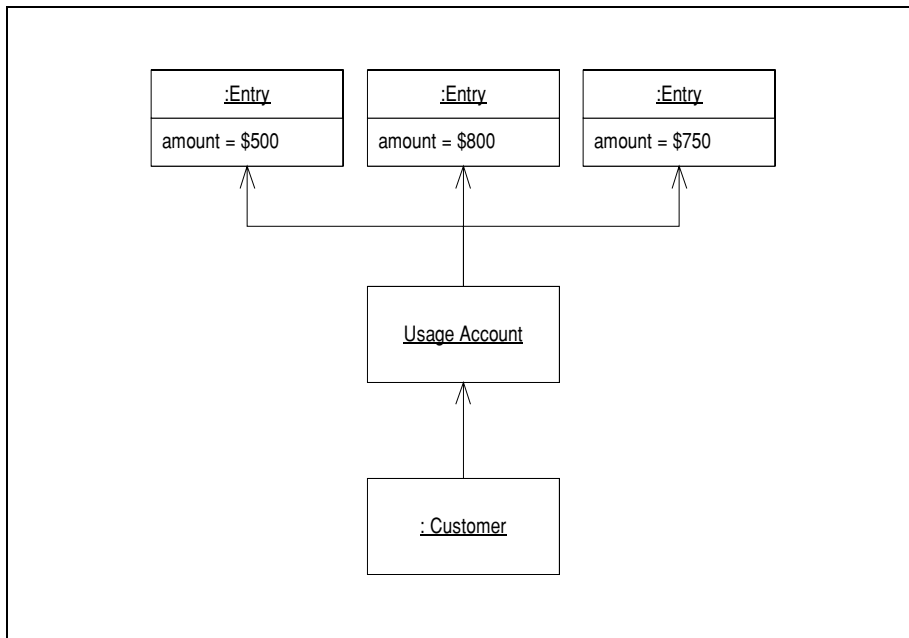 :Entry
amount = $500
:Entry
amount = $800
:Entry
amount = $750
Usage Account
: Customer